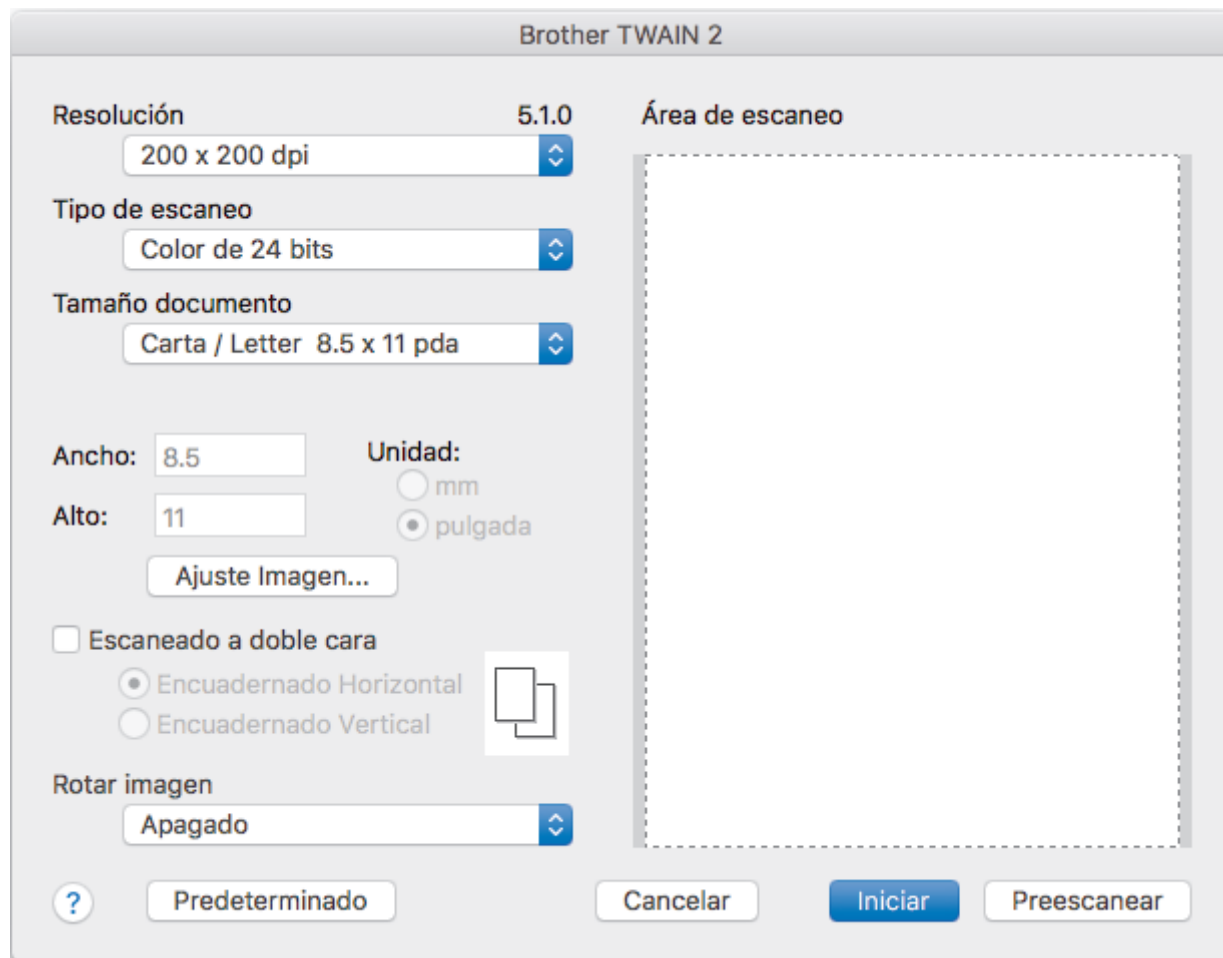 Brother TWAIN 2
Resolución 5.1.0
200 x 200 dpi
Tipo de escaneo
Color de 24 bits
Tamaño documento
Carta / Letter 8.5 x 11 pda
Ancho: 8.5
Unidad:
mm
Alto: 11
pulgada
Ajuste Imagen...
Escaneado a doble cara
Encuadernado Horizontal
Encuadernado Vertical
Rotar imagen
Apagado
Área de escaneo
? Predeterminado Cancelar Iniciar Preescanear